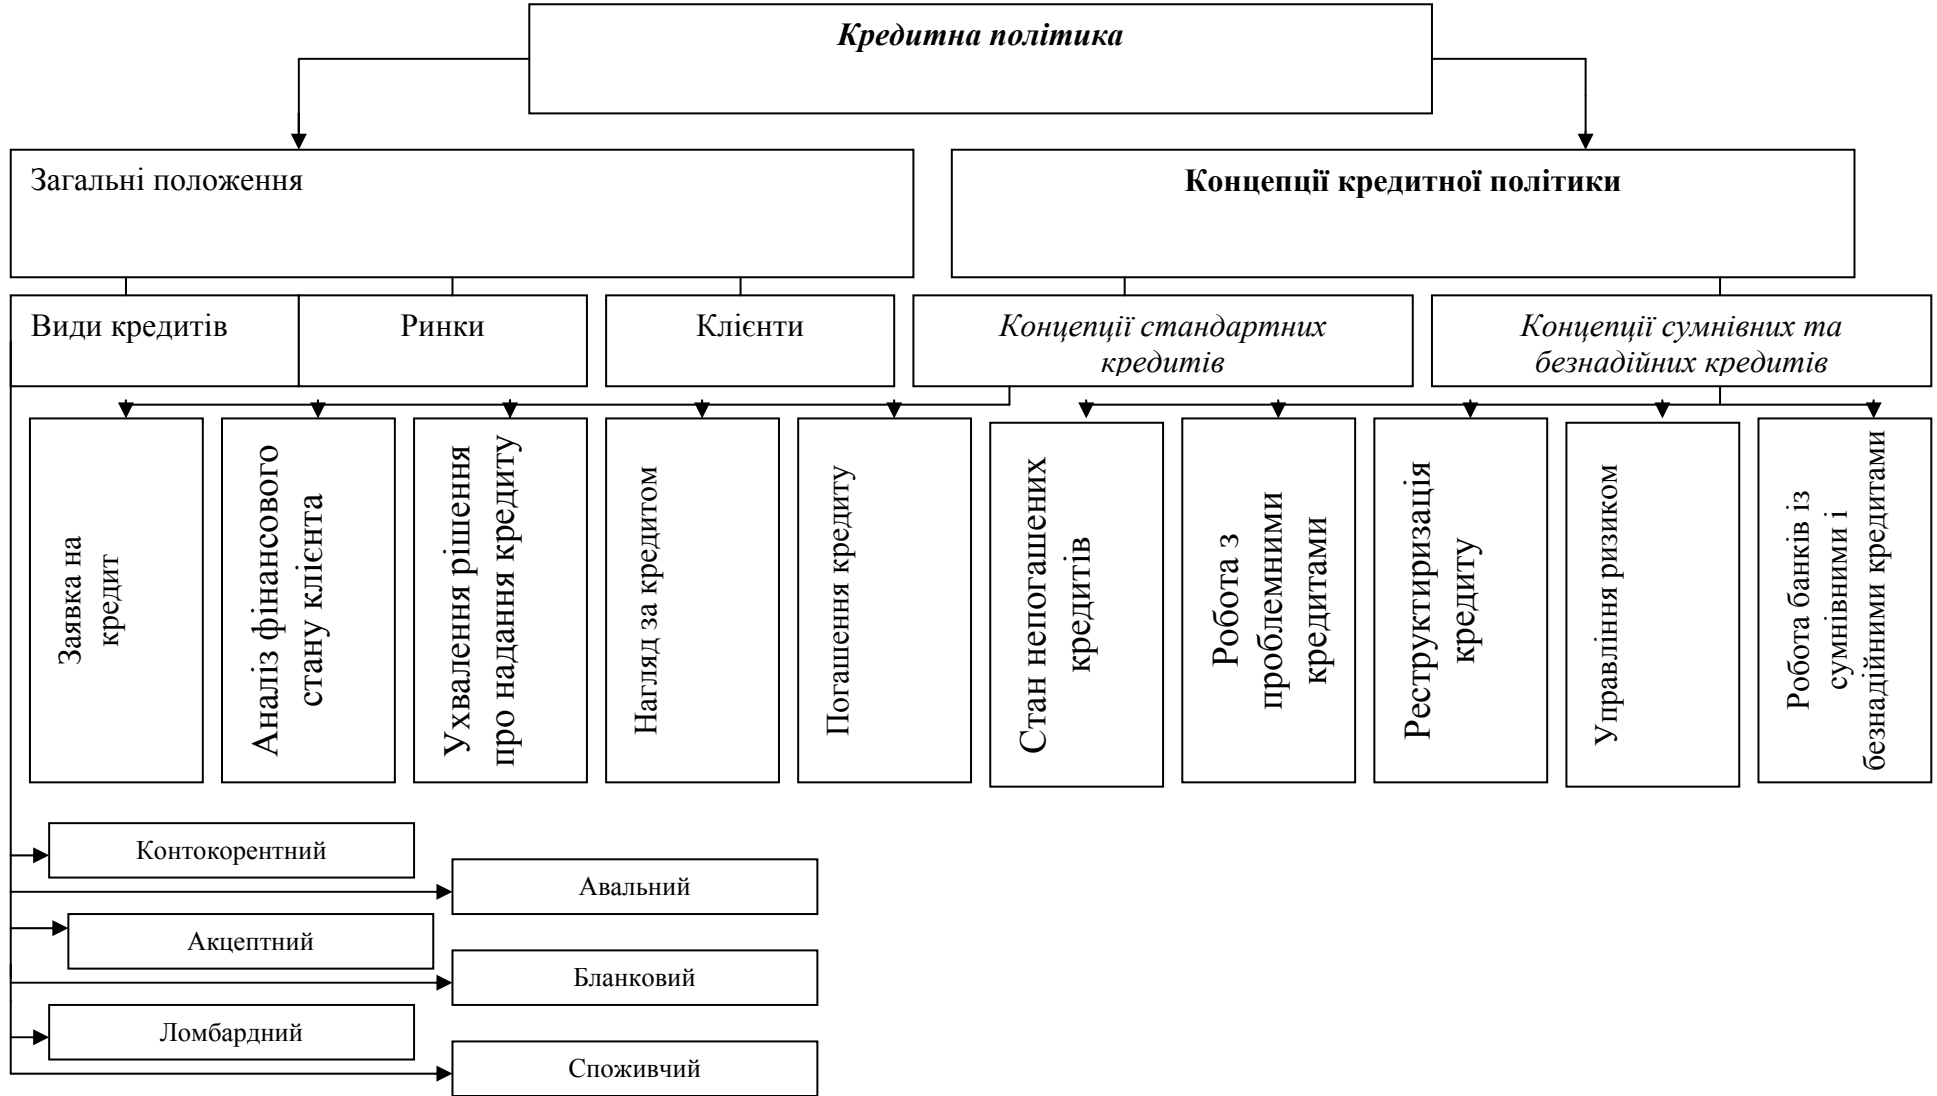 Кредитна політика
Загальні положення
Концепції кредитної політики
Види кредитів
Ринки
Клієнти
Концепції стандартних
кредитів
Концепції сумнівних та
безнадійних кредитів
Заявка на
кредит
Аналіз фінансового
стану клієнта
Ухвалення рішення
про надання кредиту
Нагляд за кредитом
Погашення кредиту
Стан непогашених
кредитів
Робота з
проблемними
кредитами
Реструктиризація
кредиту
Управління ризиком
Робота банків із
сумнівними і
безнадійними кредитами
Контокорентний
Авальний
Акцептний
Бланковий
Ломбардний
Споживчий